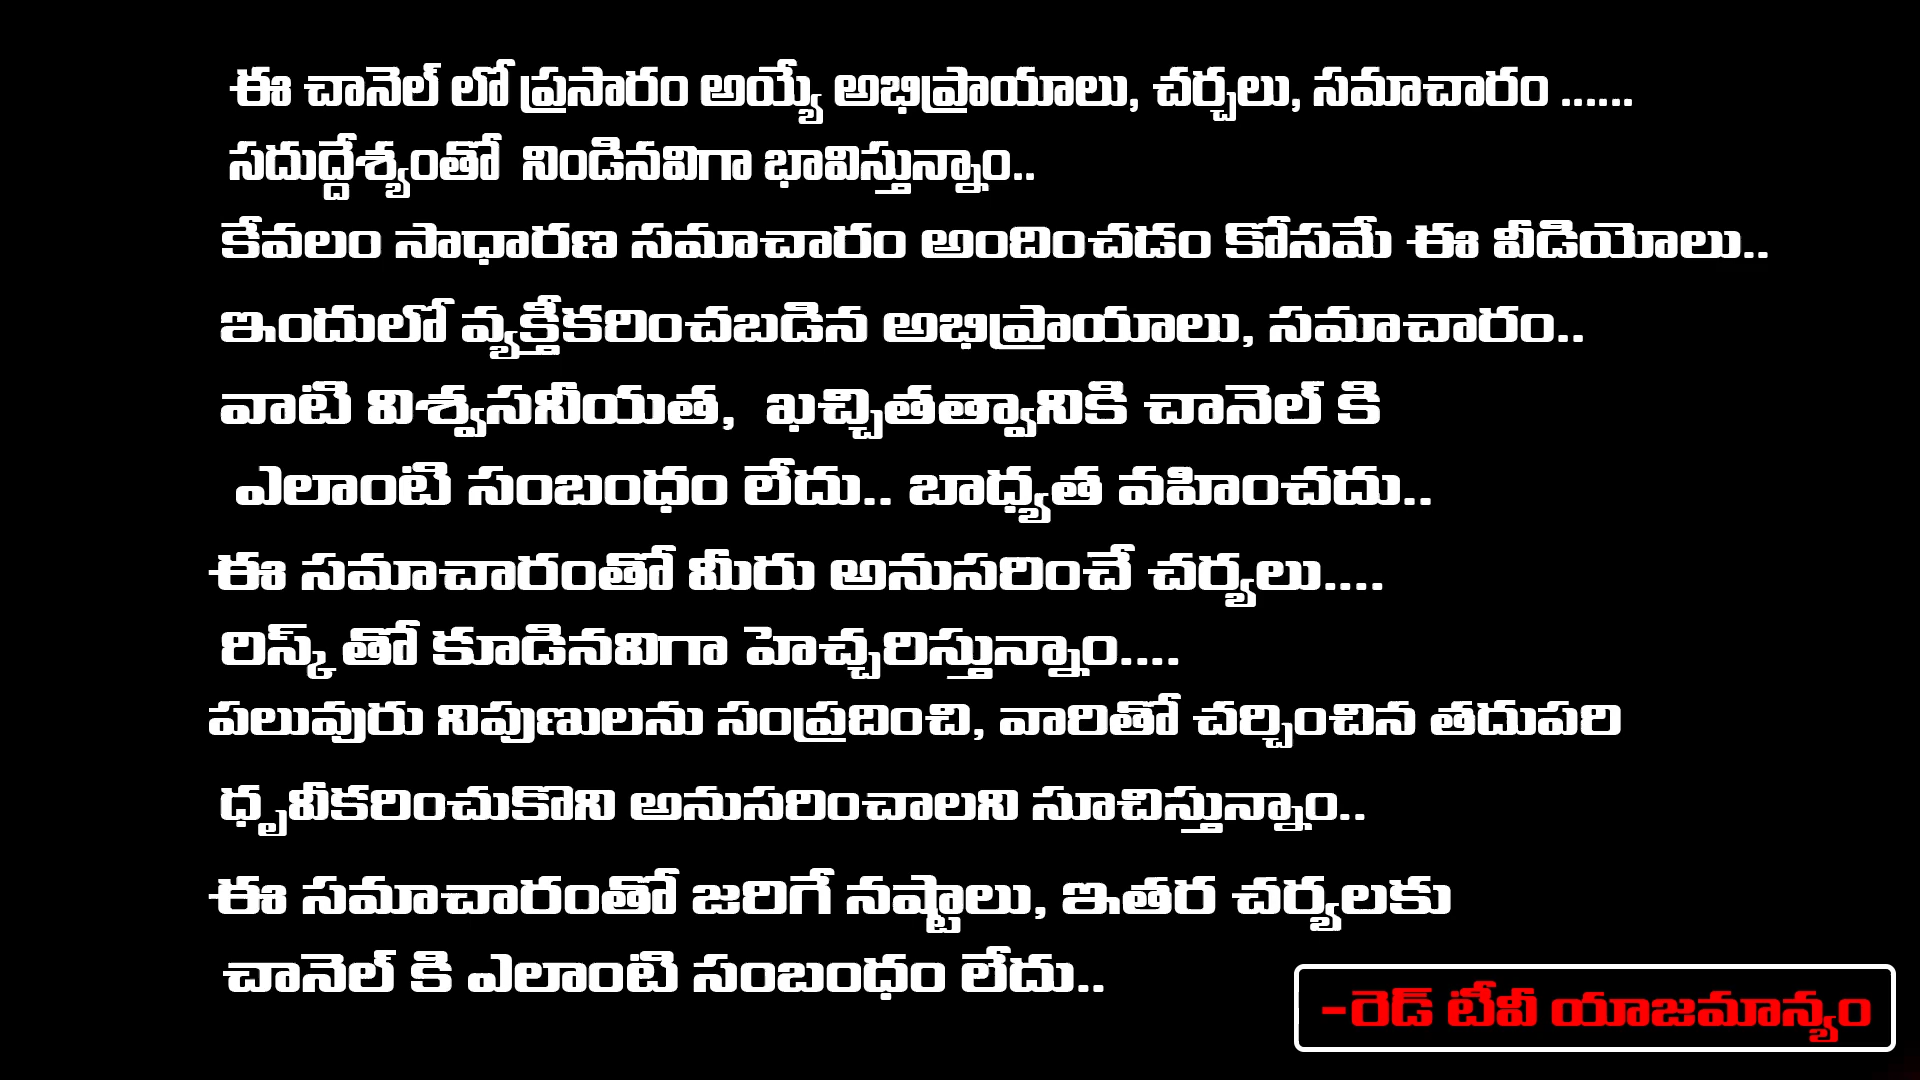 ఈ చానెల్ లో ప్రసారం అయ్యే అభిప్రాయాలు, చర్చలు, సమాచారం ......
సదుద్దేశ్యంతో నిండినవిగా భావిస్తున్నాం..
కేవలం సాధారణ సమాచారం అందించడం కోసమే ఈ వీడియోలు..
ఇందులో వ్యక్తీకరించబడిన అభిప్రాయాలు, సమాచారం..
వాటి విశ్వసనీయత, ఖచ్చితత్వానికి చానెల్ కి
ఎలాంటి సంబంధం లేదు.. బాధ్యత వహించదు..
ఈ సమాచారంతో మీరు అనుసరించే చర్యలు....
రిస్క్ తో కూడినవిగా హెచ్చరిస్తున్నాం....
పలువురు నిపుణులను సంప్రదించి, వారితో చర్చించిన తదుపరి
ధృవీకరించుకొని అనుసరించాలని సూచిస్తున్నాం..
ఈ సమాచారంతో జరిగే నష్టాలు, ఇతర చర్యలకు
చానెల్ కి ఎలాంటి సంబంధం లేదు..
-రెడ్ టీవీ యాజమాన్యం